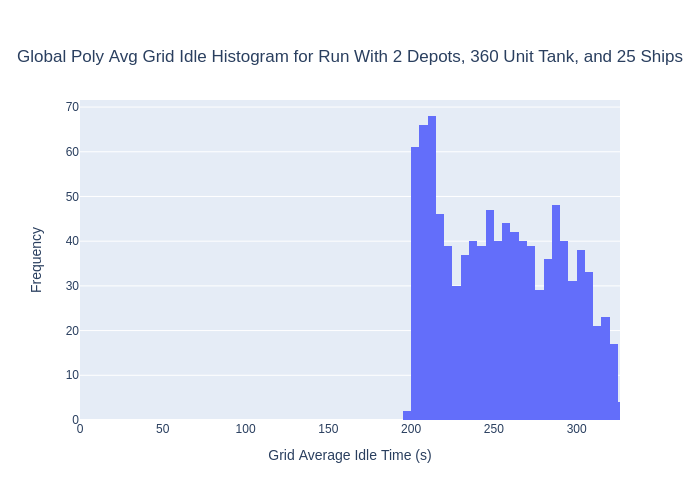 Global Poly Avg Grid Idle Histogram for Run With 2 Depots, 360 Unit Tank, and 25 Ships
70
60
50
40
30
20
10
0
Frequency
0 50 100 150 200 250 300
Grid Average Idle Time (s)